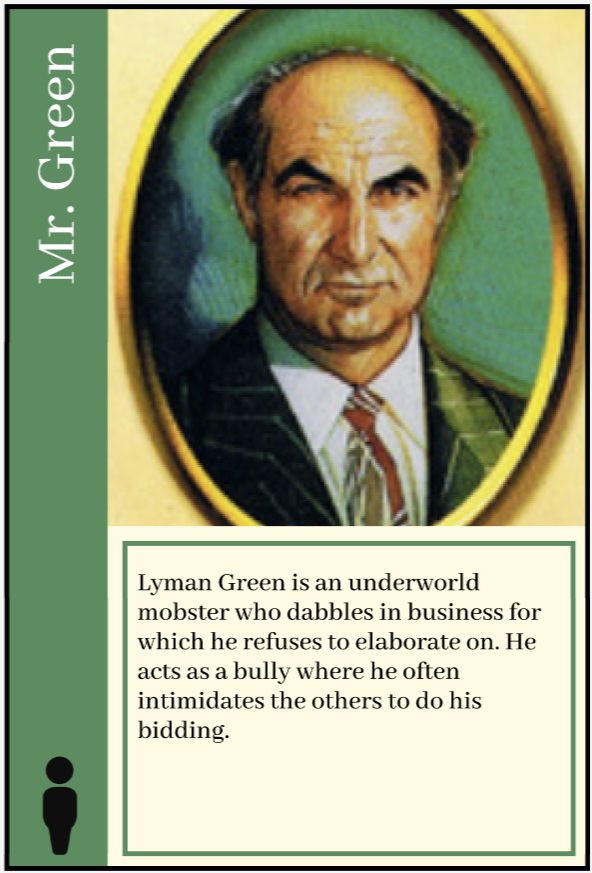 Mr. Green
Lyman Green is an underworld
mobster who dabbles in business for
which he refuses to elaborate on. He
acts as a bully where he often
intimidates the others to do his
bidding.